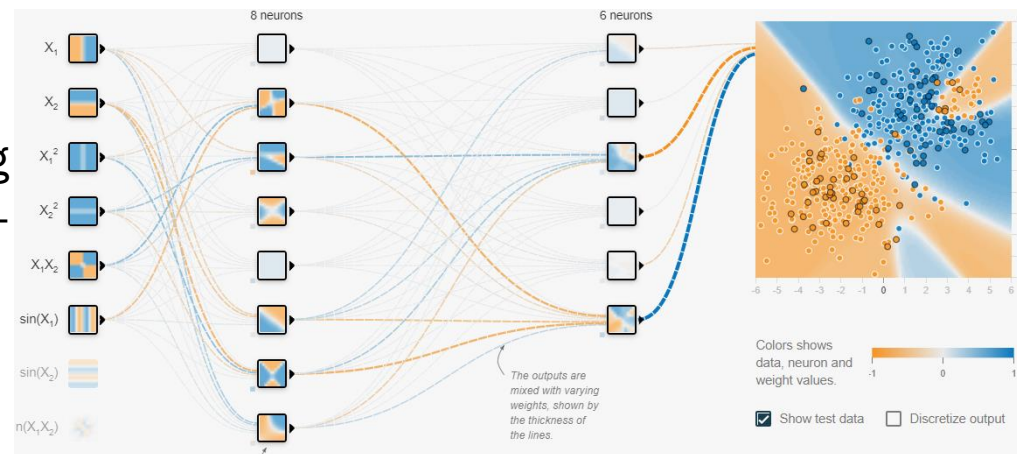 8 neurons
6 neurons
X₁
X₂
X₁²
X₂²
X₁X₂
sin(X₁)
sin(X₂)
n(X₁X₂)
g
The outputs are
mixed with varying
weights, shown by
the thickness of
the lines.
-6 -5 -4 -3 -2 -1 0 1 2 3 4 5 6
Colors shows
data, neuron and
weight values.
-1 0 1
Show test data
Discretize output